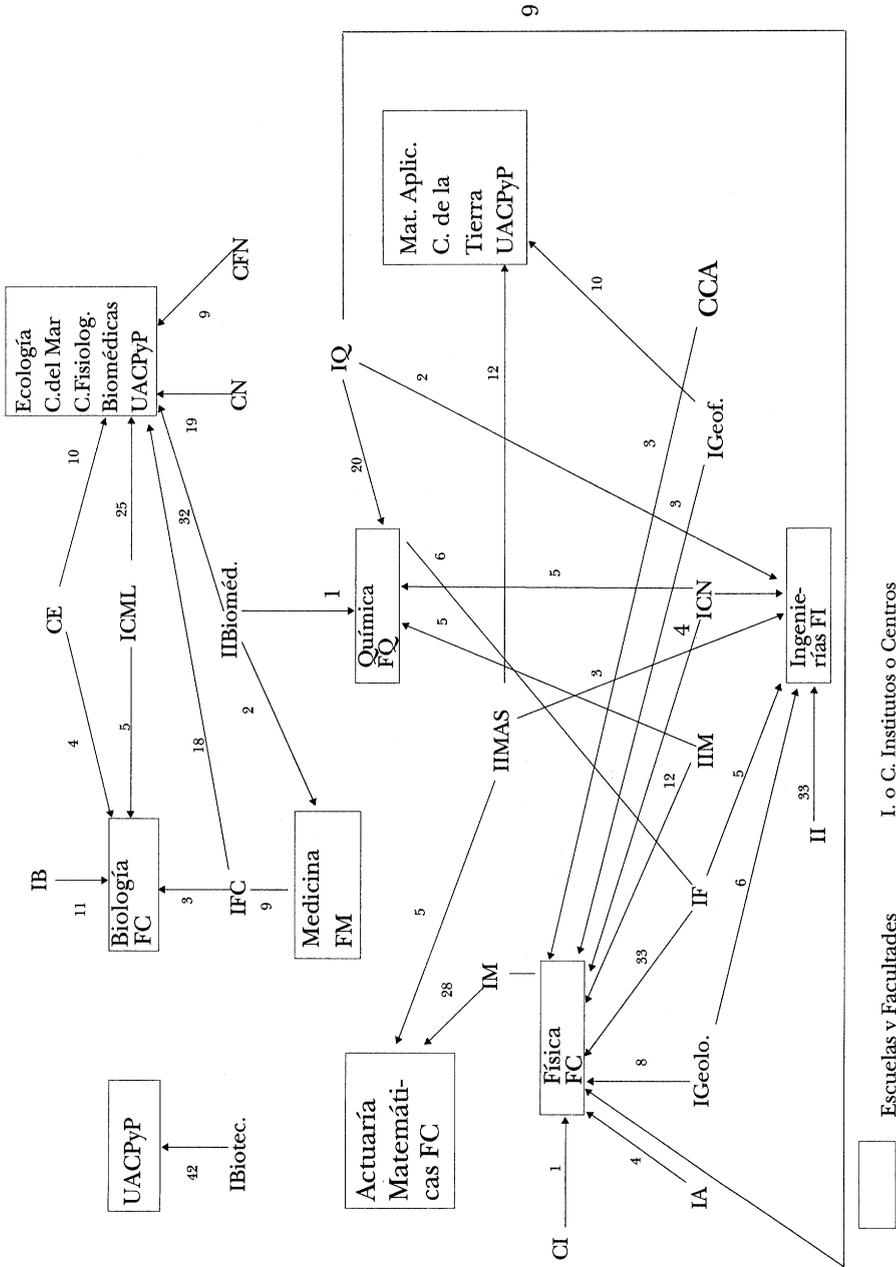 UACPyP
42
IBiotec.
IB
11
Biología
FC
3
IFC
9
Medicina
FM
18
CE
4
10
ICML
5
25
IIBioméd.
2
32
1
Ecología
C.del Mar
C.Fisiolog.
Biomédicas
UACPyP
19
CN
9
CFN
Actuaría
Matemáti-
cas FC
28
IM
5
IIMAS
3
12
Química
FQ
20
IQ
2
6
5
5
9
Mat. Aplic.
C. de la
Tierra
UACPyP
10
CI
1
Física
FC
4
IA
8
IGeolo.
33
IF
6
5
12
IIM
4
ICN
3
IGeof.
3
CCA
33
II
Ingenie-
rías FI
Escuelas y Facultades
I. o C. Institutos o Centros